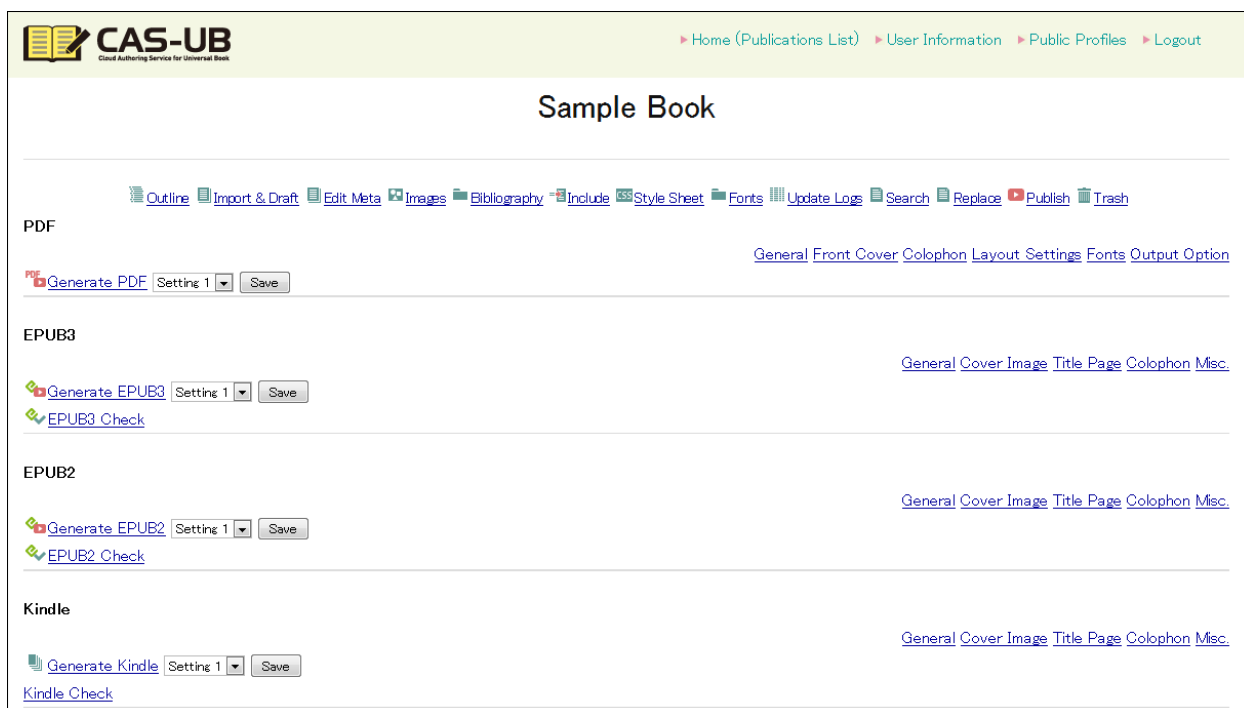 CAS-UB
Cloud Authoring Service for Universal Book
Home (Publications List) User Information Public Profiles Logout
Sample Book
Outline Import & Draft Edit Meta Images Bibliography Include CSS Style Sheet Fonts Update Logs Search Replace Publish Trash
PDF
General Front Cover Colophon Layout Settings Fonts Output Option
PDF Generate PDF Setting 1 Save
EPUB3
General Cover Image Title Page Colophon Misc.
Generate EPUB3 Setting 1 Save
EPUB3 Check
EPUB2
General Cover Image Title Page Colophon Misc.
Generate EPUB2 Setting 1 Save
EPUB2 Check
Kindle
General Cover Image Title Page Colophon Misc.
Generate Kindle Setting 1 Save
Kindle Check